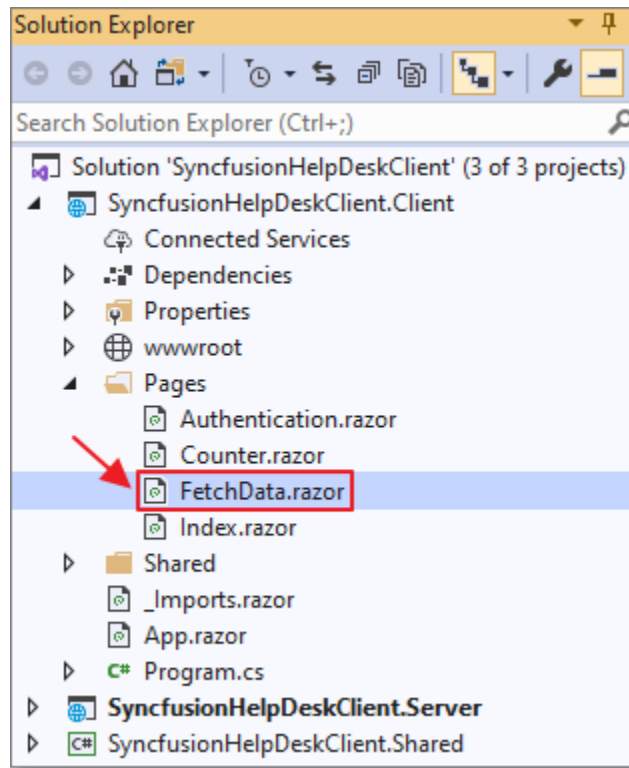 Solution Explorer
Search Solution Explorer (Ctrl+;)
Solution 'SyncfusionHelpDeskClient' (3 of 3 projects)
SyncfusionHelpDeskClient.Client
Connected Services
Dependencies
Properties
wwwroot
Pages
Authentication.razor
Counter.razor
FetchData.razor
Index.razor
Shared
_Imports.razor
App.razor
C# Program.cs
SyncfusionHelpDeskClient.Server
C# SyncfusionHelpDeskClient.Shared